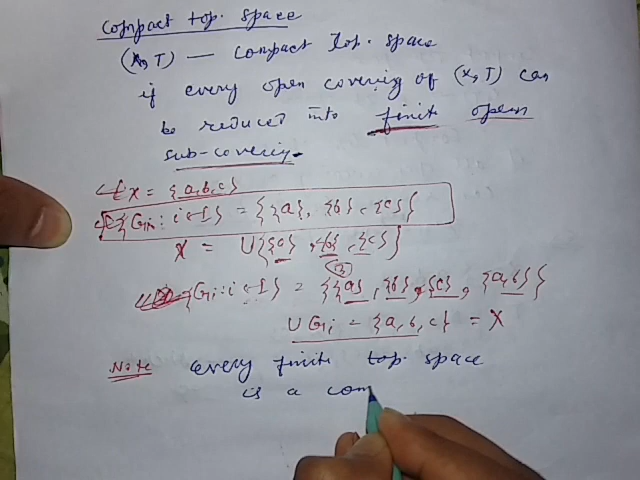 Compact top. space
(X, T) — compact top. space
if every open covering of (X, T) can
be reduced into finite open
sub-covering.
X = {a, b, c}
{Gi : i ∈ I} = {{a}, {b}, {c}}
X = U{{a}, {b}, {c}}
{Gi : i ∈ I} = {{a}, {b}, {c}, {a, b}}
U Gi = {a, b, c} = X
Note every finite top. space
is a com